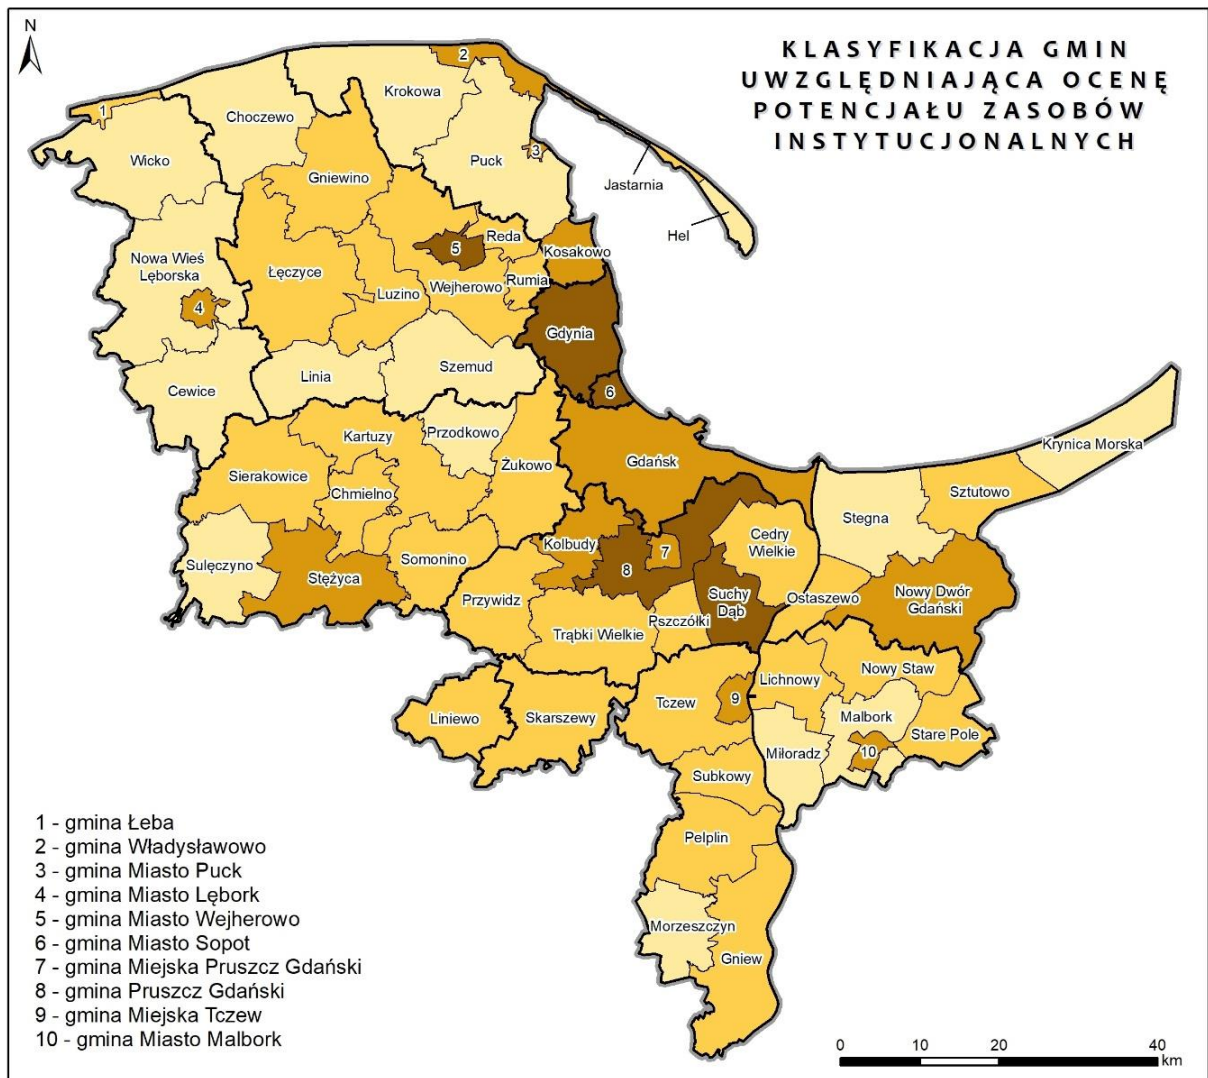 N
KLASYFIKACJA GMIN
UWZGLĘDNIAJĄCA OCENĘ
POTENCJAŁU ZASOBÓW
INSTYTUCJONALNYCH
2
1
Krokowa
Choczewo
Wicko
Puck
3
Jastarnia
Gniewino
Hel
Reda
5
Kosakowo
Nowa Wieś
Lęborska
Łęczyce
Luzino
Wejherowo
Rumia
4
Gdynia
Szemud
Linia
Cewice
6
Kartuzy
Przodkowo
Krynica Morska
Żukowo
Gdańsk
Sierakowice
Chmielno
Sztutowo
Stegna
Cedry
Wielkie
Kolbudy
7
Somonino
Sulęczyno
8
Stężyca
Suchy
Dąb
Ostaszewo
Nowy Dwór
Gdański
Przywidz
Pszczółki
Trąbki Wielkie
Nowy Staw
Lichnowy
Tczew
9
Liniewo
Skarszewy
Malbork
Stare Pole
Miłoradz
10
Subkowy
Pelplin
Morzeszczyn
Gniew
1 - gmina Łeba
2 - gmina Władysławowo
3 - gmina Miasto Puck
4 - gmina Miasto Lębork
5 - gmina Miasto Wejherowo
6 - gmina Miasto Sopot
7 - gmina Miejska Pruszcz Gdański
8 - gmina Pruszcz Gdański
9 - gmina Miejska Tczew
10 - gmina Miasto Malbork
0 10 20 40
km